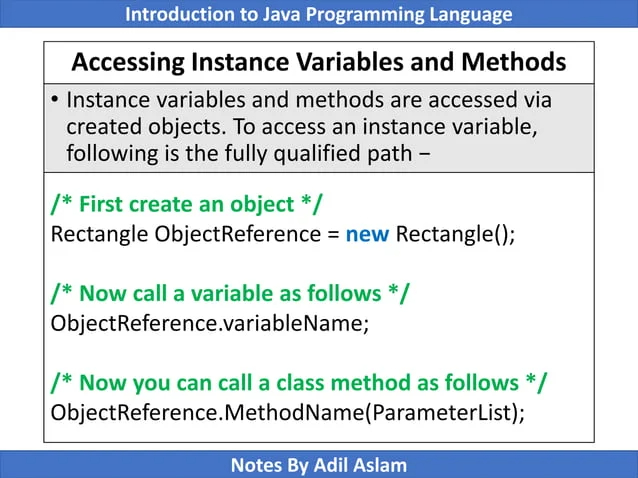 Introduction to Java Programming Language
Accessing Instance Variables and Methods
• Instance variables and methods are accessed via
created objects. To access an instance variable,
following is the fully qualified path −
/* First create an object */
Rectangle ObjectReference = new Rectangle();
/* Now call a variable as follows */
ObjectReference.variableName;
/* Now you can call a class method as follows */
ObjectReference.MethodName(ParameterList);
Notes By Adil Aslam